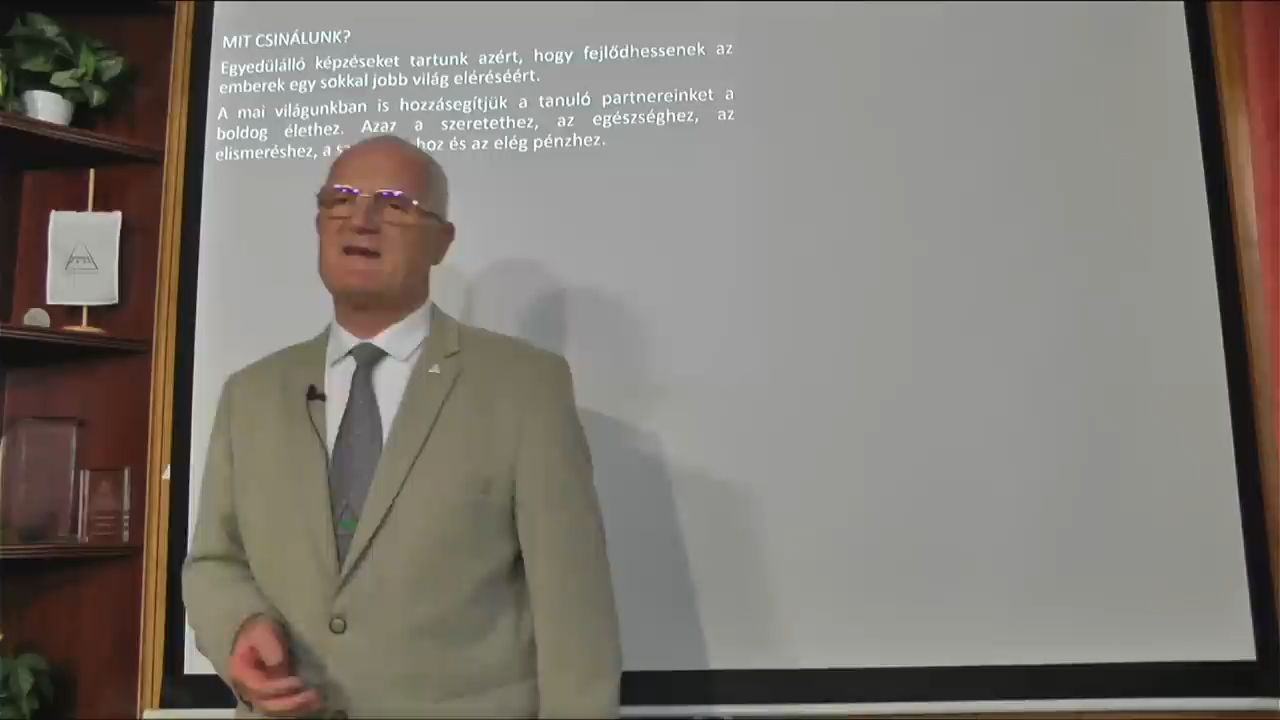 MIT CSINÁLUNK?
Egyedülálló képzéseket tartunk azért, hogy fejlődhessenek az
emberek egy sokkal jobb világ eléréséért.
A mai világunkban is hozzásegítjük a tanuló partnereinket a
boldog élethez. Azaz a szeretethez, az egészséghez, az
elismeréshez, a és az elég pénzhez.